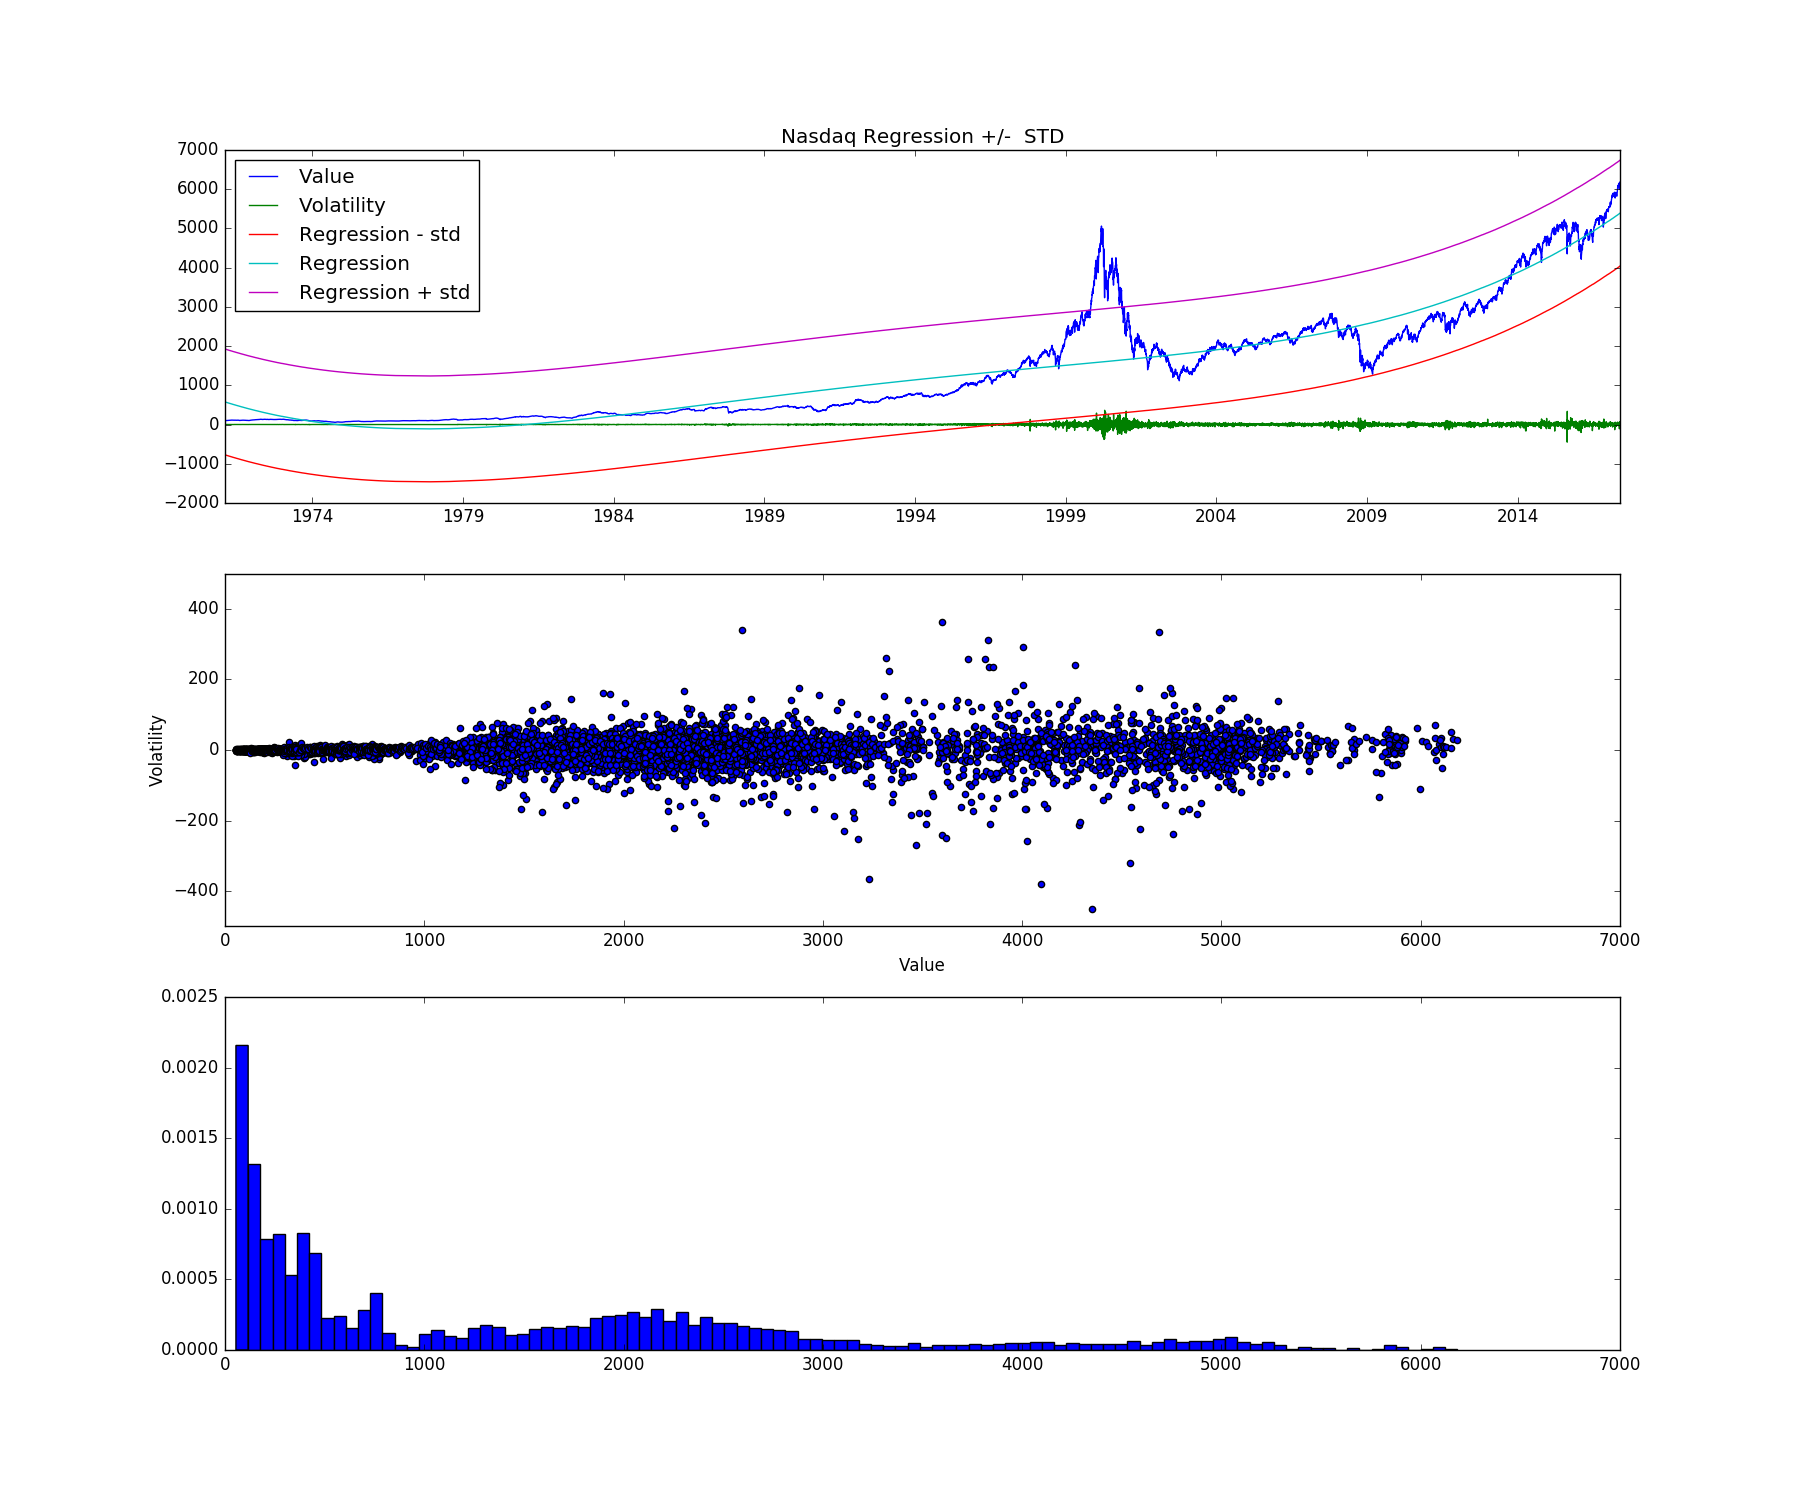 Nasdaq Regression +/-  STD
7000
6000
5000
4000
3000
2000
1000
0
−1000
−2000
Value
Volatility
Regression - std
Regression
Regression + std
1974 1979 1984 1989 1994 1999 2004 2009 2014
400
200
0
−200
−400
Volatility
0 1000 2000 3000 4000 5000 6000 7000
Value
0.0025
0.0020
0.0015
0.0010
0.0005
0.0000
0 1000 2000 3000 4000 5000 6000 7000